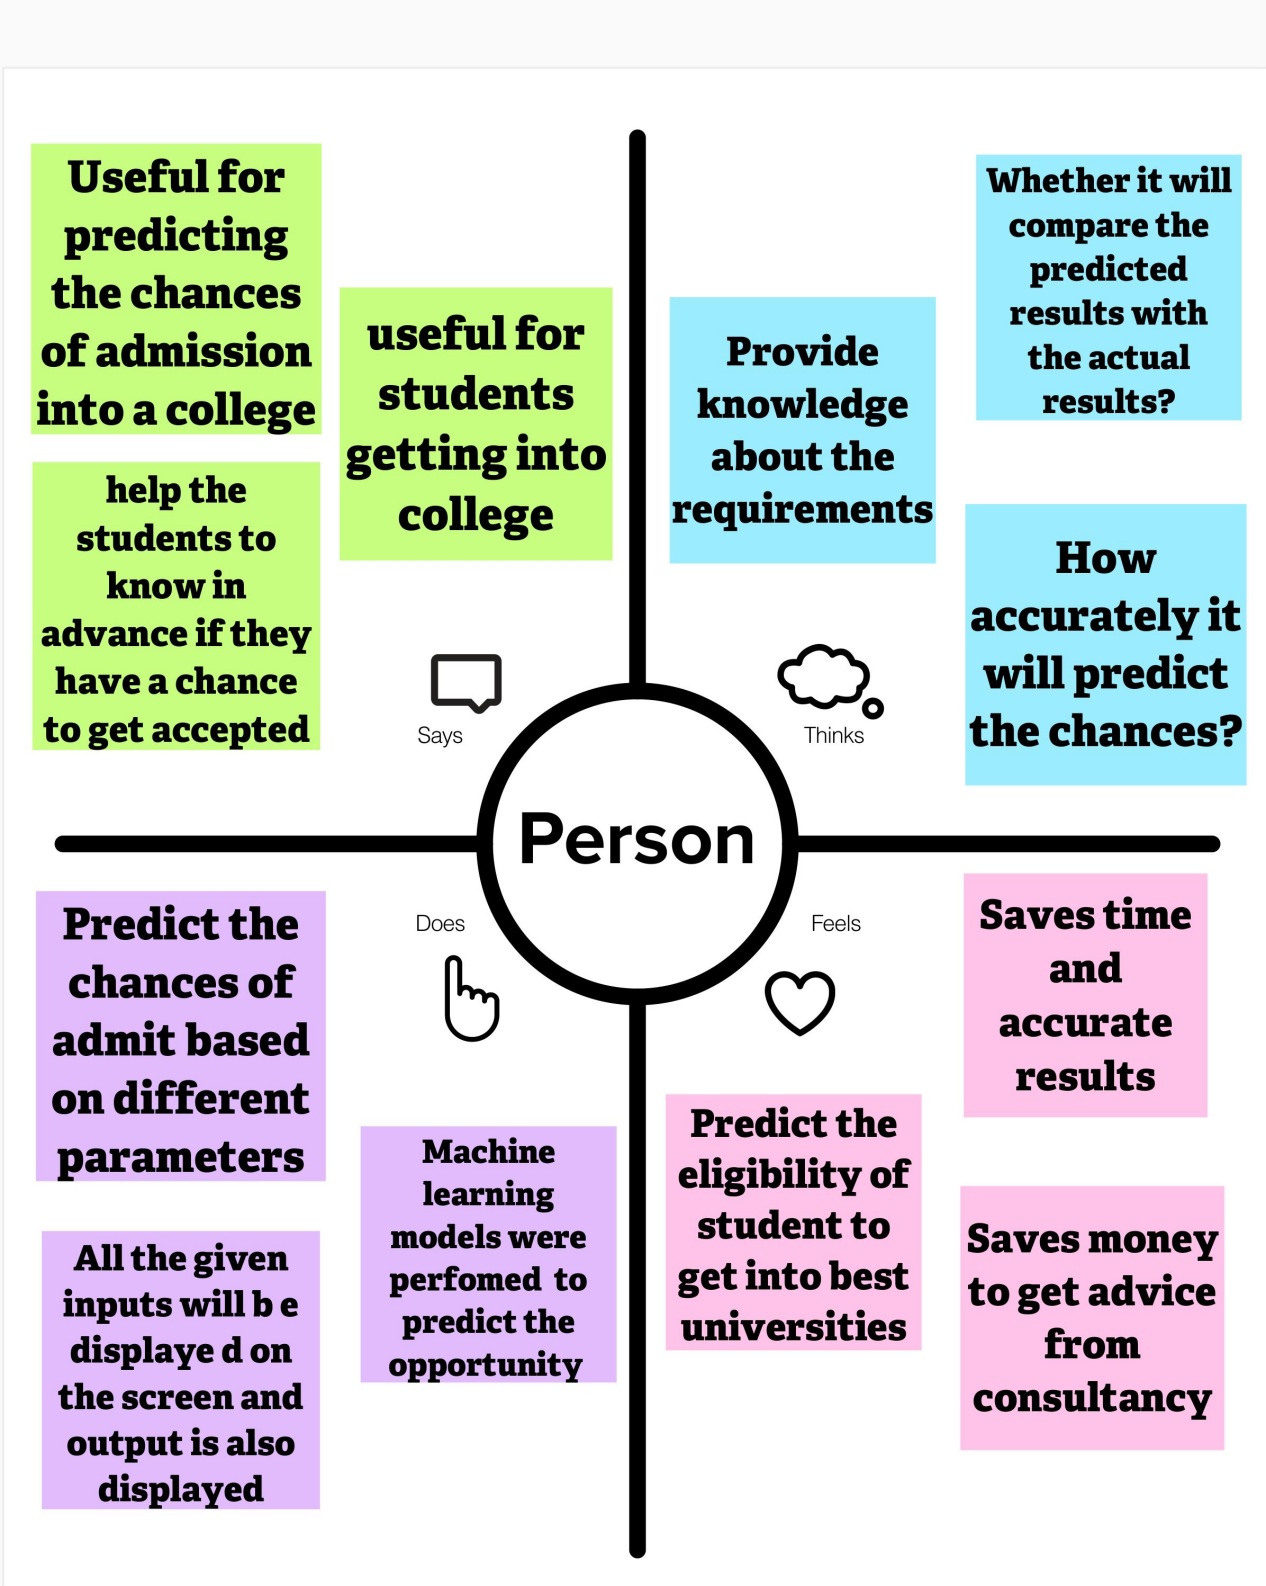 Useful for
predicting
the chances
of admission
into a college
useful for
students
getting into
college
help the
students to
know in
advance if they
have a chance
to get accepted
Says
Provide
knowledge
about the
requirements
Whether it will
compare the
predicted
results with
the actual
results?
How
accurately it
will predict
the chances?
Thinks
Person
Does
Predict the
chances of
admit based
on different
parameters
Machine
learning
models were
perfomed to
predict the
opportunity
All the given
inputs will b e
displaye d on
the screen and
output is also
displayed
Feels
Saves time
and
accurate
results
Predict the
eligibility of
student to
get into best
universities
Saves money
to get advice
from
consultancy